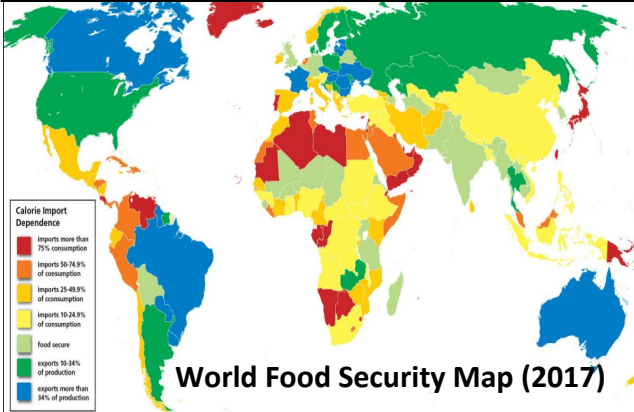 Calorie Import
Dependence
imports more than
75% consumption
imports 50-74.9%
of consumption
imports 25-49.9%
of consumption
imports 10-24.9%
of consumption
food secure
exports 10-34%
of production
exports more than
34% of production
World Food Security Map (2017)